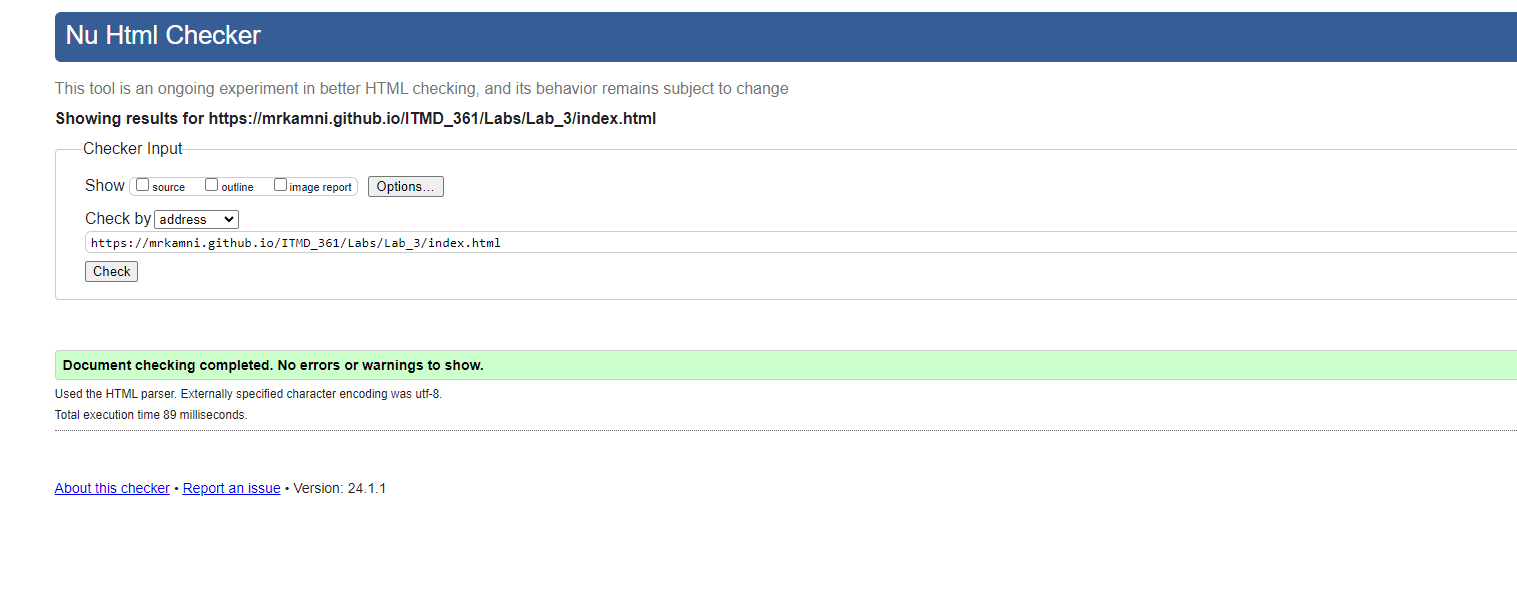 Nu Html Checker
This tool is an ongoing experiment in better HTML checking, and its behavior remains subject to change
Showing results for https://mrkamni.github.io/ITMD_361/Labs/Lab_3/index.html
Checker Input
Show source outline image report Options...
Check by address
https://mrkamni.github.io/ITMD_361/Labs/Lab_3/index.html
Check
Document checking completed. No errors or warnings to show.
Used the HTML parser. Externally specified character encoding was utf-8.
Total execution time 89 milliseconds.
About this checker • Report an issue • Version: 24.1.1